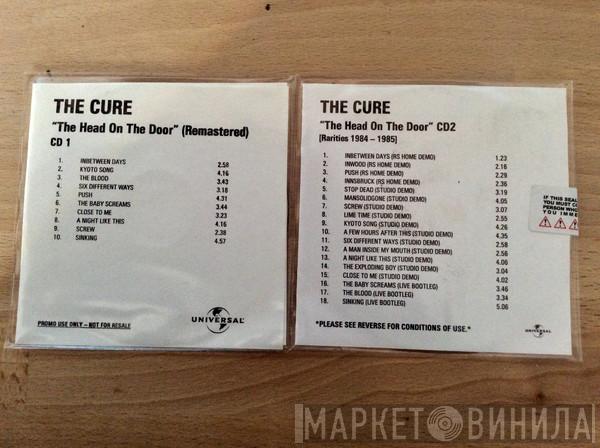 THE CURE
"The Head On The Door" (Remastered)
CD 1
1. INBETWEEN DAYS 2.58
2. KYOTO SONG 4.16
3. THE BLOOD 3.43
4. SIX DIFFERENT WAYS 3.18
5. PUSH 4.31
6. THE BABY SCREAMS 3.44
7. CLOSE TO ME 3.23
8. A NIGHT LIKE THIS 4.16
9. SCREW 2.38
10. SINKING 4.57
PROMO USE ONLY – NOT FOR RESALE
UNIVERSAL
THE CURE
"The Head On The Door" CD2
[Rarities 1984 – 1985]
1. INBETWEEN DAYS (RS HOME DEMO) 1.23
2. INWOOD (RS HOME DEMO) 2.16
3. PUSH (RS HOME DEMO) 2.29
4. INNSBRUCK (RS HOME DEMO) 2.36
5. STOP DEAD (STUDIO DEMO) 3.19
6. MANSOLIDGONE (STUDIO DEMO) 4.05
7. SCREW (STUDIO DEMO) 3.07
8. LIME TIME (STUDIO DEMO) 2.55
9. KYOTO SONG (STUDIO DEMO) 4.26
10. A FEW HOURS AFTER THIS (STUDIO DEMO) 4.35
11. SIX DIFFERENT WAYS (STUDIO DEMO) 2.58
12. A MAN INSIDE MY MOUTH (STUDIO DEMO) 2.56
13. A NIGHT LIKE THIS (STUDIO DEMO) 4.06
14. THE EXPLODING BOY (STUDIO DEMO) 3.04
15. CLOSE TO ME (STUDIO DEMO) 4.02
16. THE BABY SCREAMS (LIVE BOOTLEG) 3.46
17. THE BLOOD (LIVE BOOTLEG) 3.34
18. SINKING (LIVE BOOTLEG) 5.06
*PLEASE SEE REVERSE FOR CONDITIONS OF USE.*
UNIVERSAL
IF THIS SEAL
YOU MUST
PERSON
YOU IMME
МАРКЕТ ВИНИЛА